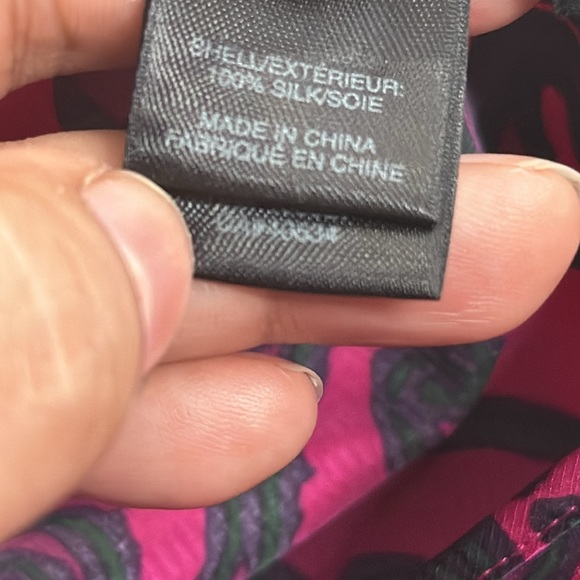 SHELL/EXTÉRIEUR:
100% SILK/SOIE
MADE IN CHINA
FABRIQUÉ EN CHINE